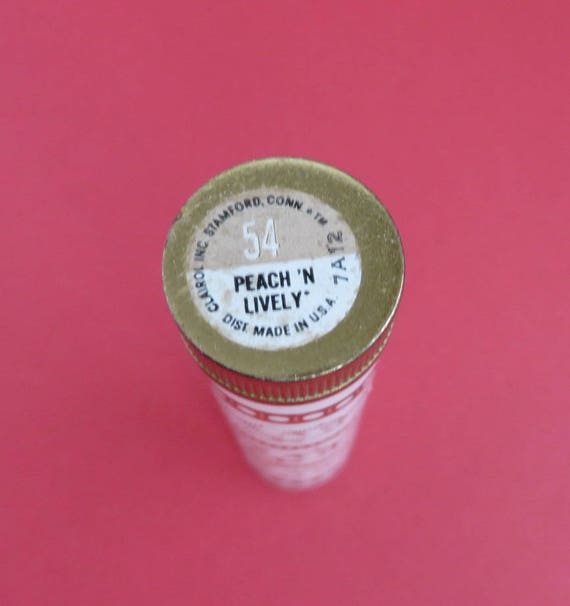 CLAIROL INC. STAMFORD, CONN. * ™
54
PEACH 'N
LIVELY*
DIST. MADE IN U.S.A.
7A12